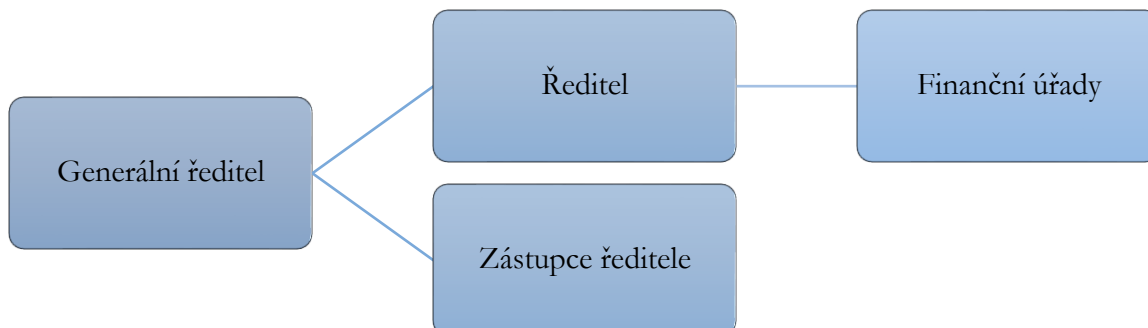 Generální ředitel
Ředitel
Finanční úřady
Zástupce ředitele